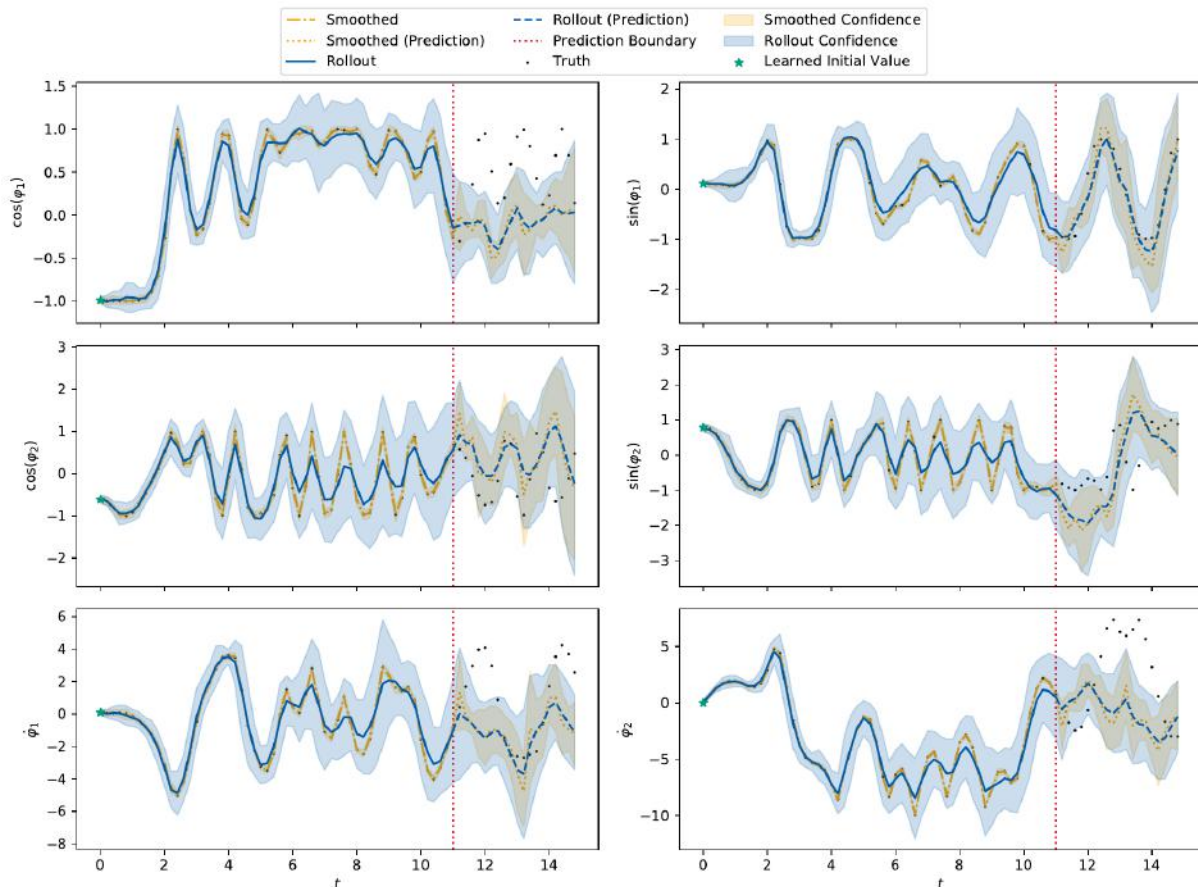 Smoothed
Smoothed (Prediction)
Rollout
Rollout (Prediction)
Prediction Boundary
Truth
Smoothed Confidence
Rollout Confidence
Learned Initial Value
cos(φ₁)
1.5
1.0
0.5
0.0
−0.5
−1.0
sin(φ₁)
2
1
0
−1
−2
cos(φ₂)
3
2
1
0
−1
−2
sin(φ₂)
3
2
1
0
−1
−2
−3
φ̇₁
6
4
2
0
−2
−4
−6
−8
0 2 4 6 8 10 12 14
t
φ̇₂
5
0
−5
−10
0 2 4 6 8 10 12 14
t